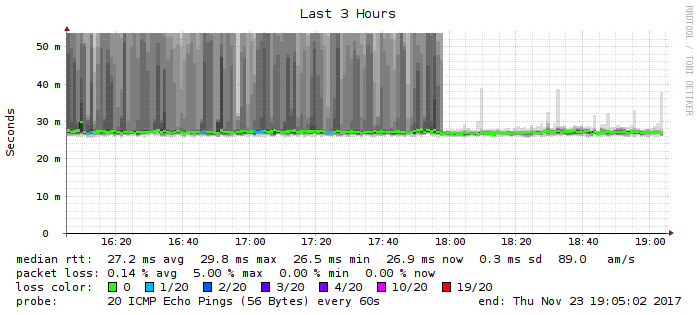 Last 3 Hours
RRDTOOL / TOBI OETIKER
Seconds
50 m
40 m
30 m
20 m
10 m
0
16:20 16:40 17:00 17:20 17:40 18:00 18:20 18:40 19:00
median rtt: 27.2 ms avg 29.8 ms max 26.5 ms min 26.9 ms now 0.3 ms sd 89.0 am/s
packet loss: 0.14 % avg 5.00 % max 0.00 % min 0.00 % now
loss color: 0 1/20 2/20 3/20 4/20 10/20 19/20
probe: 20 ICMP Echo Pings (56 Bytes) every 60s end: Thu Nov 23 19:05:02 2017